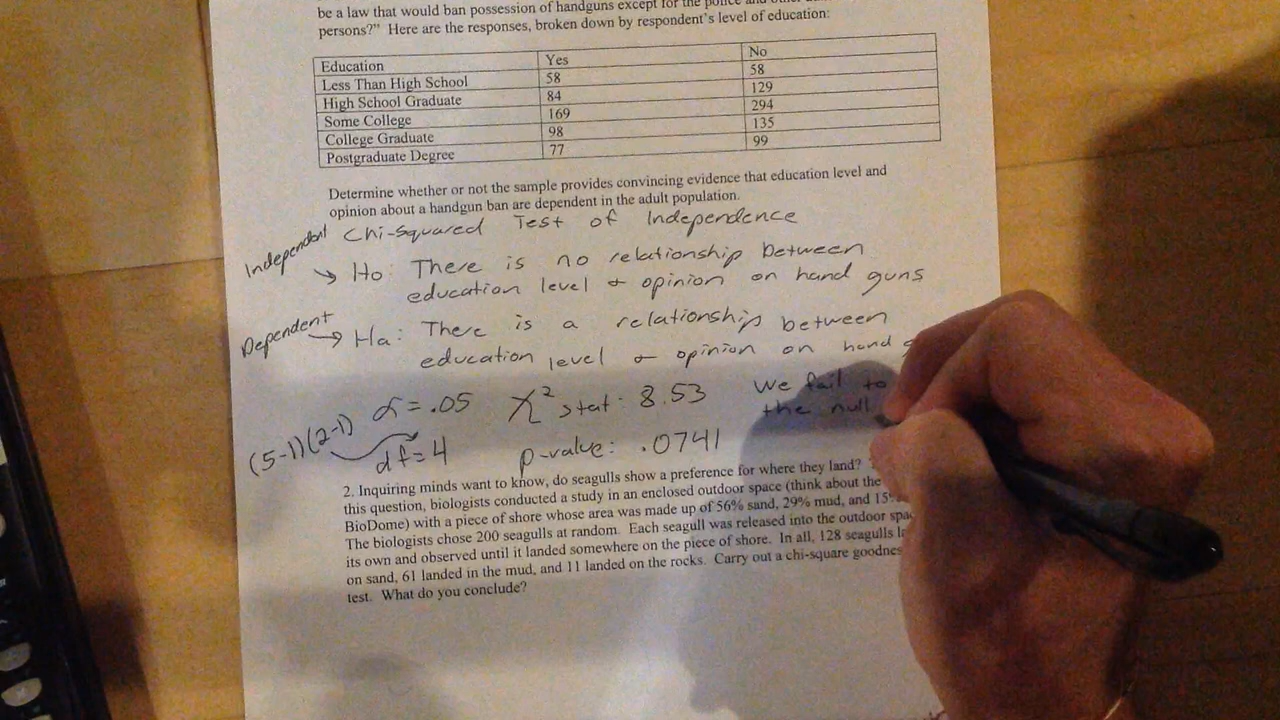 be a law that would ban possession of handguns except for the police and other
persons?" Here are the responses, broken down by respondent's level of education:
Education Yes No
Less Than High School 58 58
High School Graduate 84 129
Some College 169 294
College Graduate 98 135
Postgraduate Degree 77 99
Determine whether or not the sample provides convincing evidence that education level and
opinion about a handgun ban are dependent in the adult population.
Chi-Squared Test of Independence
Independent → Ho: There is no relationship between
education level + opinion on hand guns
Dependent → Ha: There is a relationship between
education level + opinion on hand g
(5-1)(2-1) α = .05 χ² stat: 8.53 We fail to
df = 4 p-value: .0741 the null
2. Inquiring minds want to know, do seagulls show a preference for where they land?
this question, biologists conducted a study in an enclosed outdoor space (think about the
BioDome) with a piece of shore whose area was made up of 56% sand, 29% mud, and 15%
The biologists chose 200 seagulls at random. Each seagull was released into the outdoor spac
its own and observed until it landed somewhere on the piece of shore. In all, 128 seagulls la
on sand, 61 landed in the mud, and 11 landed on the rocks. Carry out a chi-square goodnes
test. What do you conclude?